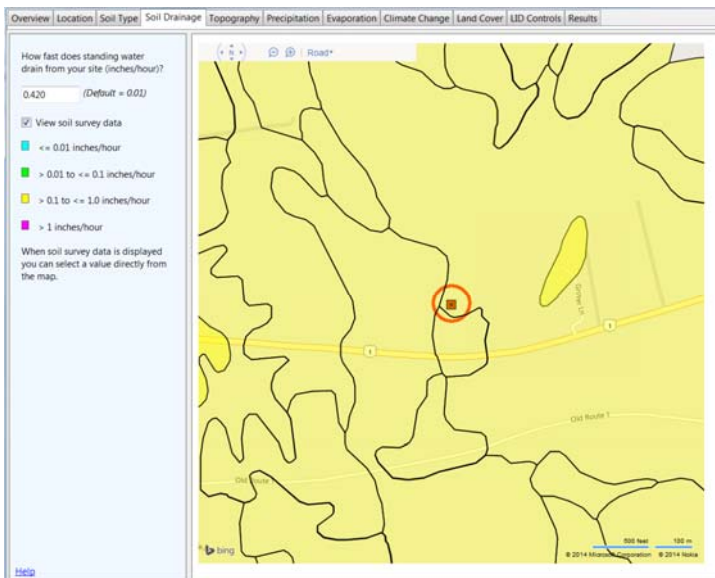 Overview Location Soil Type Soil Drainage Topography Precipitation Evaporation Climate Change Land Cover LID Controls Results
How fast does standing water
drain from your site (inches/hour)?
0.420 (Default = 0.01)
View soil survey data
<= 0.01 inches/hour
> 0.01 to <= 0.1 inches/hour
> 0.1 to <= 1.0 inches/hour
> 1 inches/hour
When soil survey data is displayed
you can select a value directly from
the map.
Help
N
Road
Grover Ln
1
1
Old Route 1
Old Route 1
bing
500 feet 100 m
© 2014 Microsoft Corporation © 2014 Nokia